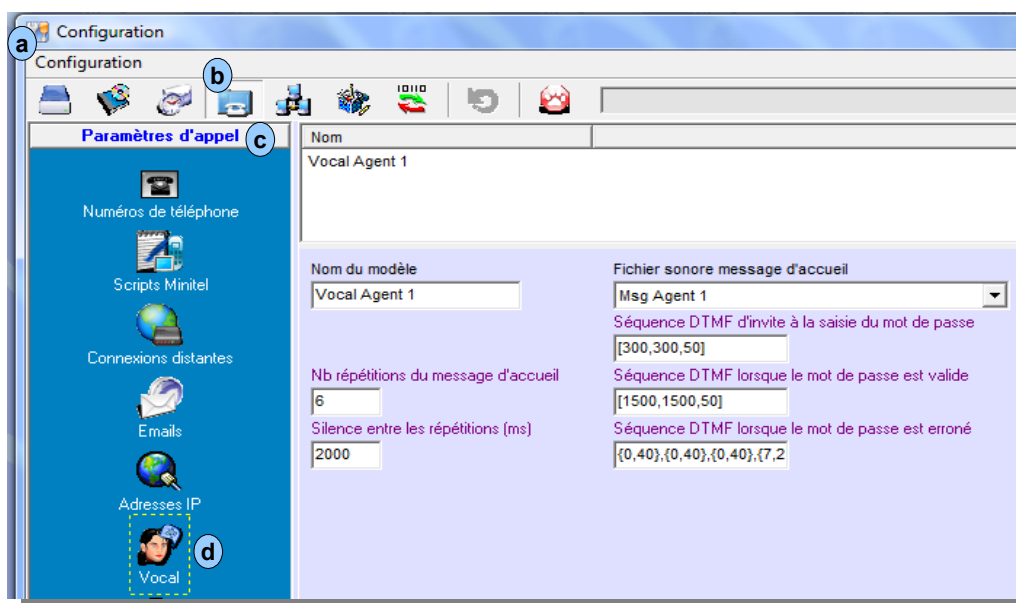 a
Configuration
Configuration
b
10110
Paramètres d'appel
c
Nom
Vocal Agent 1
Numéros de téléphone
Scripts Minitel
Connexions distantes
Emails
Adresses IP
Vocal
d
Nom du modèle
Vocal Agent 1
Fichier sonore message d'accueil
Msg Agent 1
Séquence DTMF d'invite à la saisie du mot de passe
[300,300,50]
Nb répétitions du message d'accueil
6
Séquence DTMF lorsque le mot de passe est valide
[1500,1500,50]
Silence entre les répétitions (ms)
2000
Séquence DTMF lorsque le mot de passe est erroné
{0,40},{0,40},{0,40},{7,2